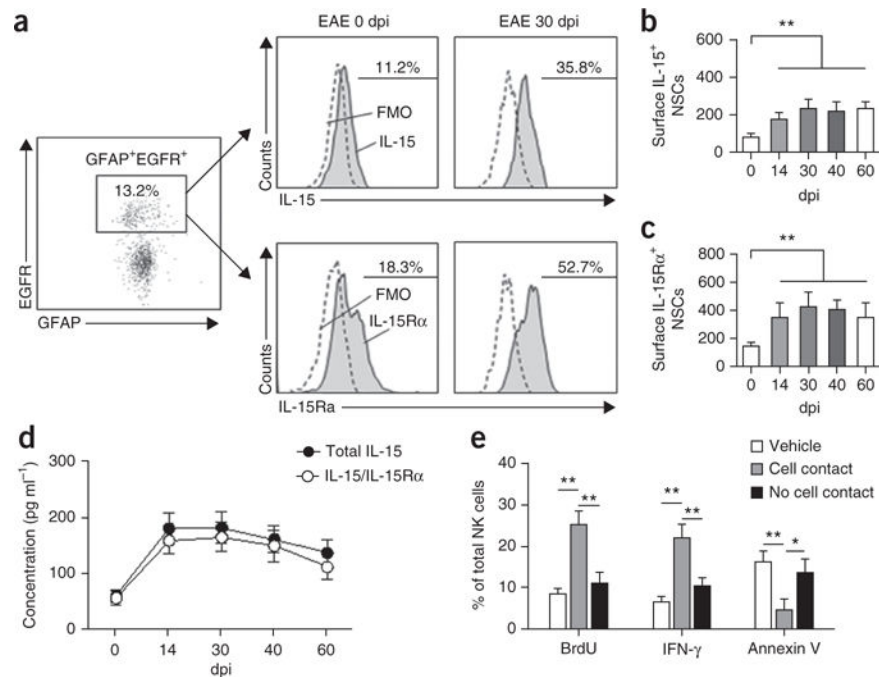 a
EAE 0 dpi
EAE 30 dpi
11.2%
35.8%
FMO
IL-15
Counts
IL-15
GFAP+EGFR+
13.2%
EGFR
GFAP
18.3%
52.7%
FMO
IL-15Rα
Counts
IL-15Ra
b
**
Surface IL-15+
NSCs
600
400
200
0
0 14 30 40 60
dpi
c
**
Surface IL-15Rα+
NSCs
800
600
400
200
0
0 14 30 40 60
dpi
d
Total IL-15
IL-15/IL-15Rα
Concentration (pg ml−1)
300
200
100
0
0 14 30 40 60
dpi
e
Vehicle
Cell contact
No cell contact
% of total NK cells
40
30
20
10
0
** **
** **
** *
BrdU IFN-γ Annexin V